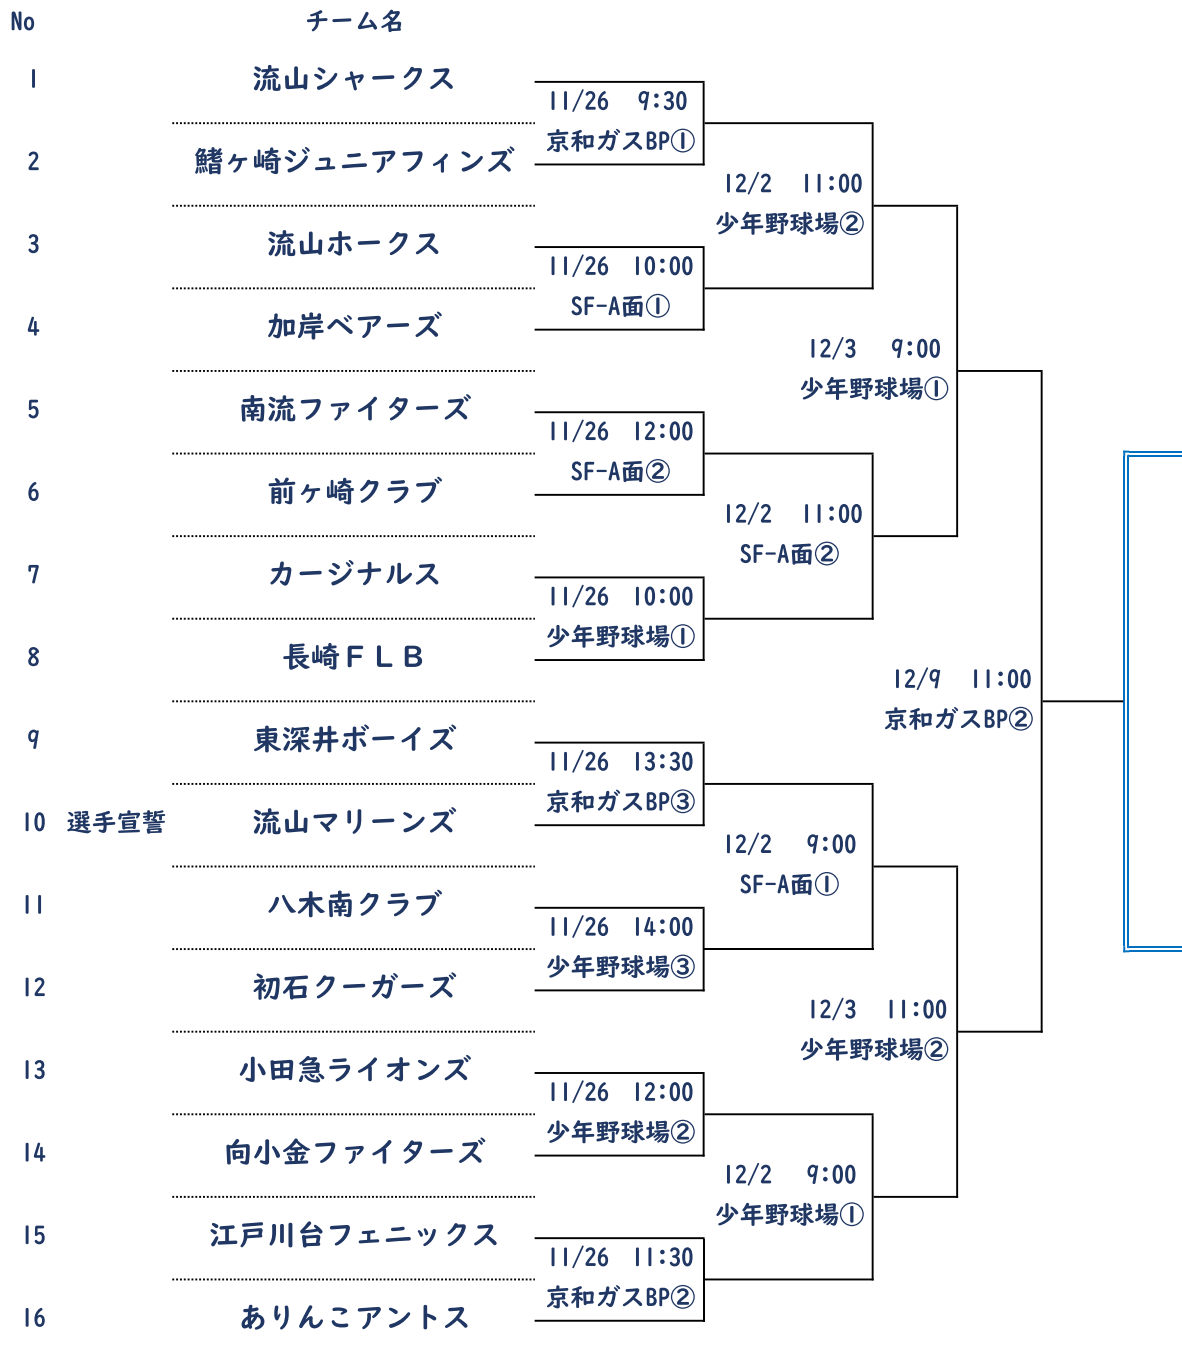 No チーム名
1 流山シャークス
11/26 9:30
京和ガスBP①
2 鰭ヶ崎ジュニアフィンズ
12/2 11:00
少年野球場②
3 流山ホークス
11/26 10:00
SF-A面①
4 加岸ベアーズ
12/3 9:00
少年野球場①
5 南流ファイターズ
11/26 12:00
SF-A面②
6 前ヶ崎クラブ
12/2 11:00
SF-A面②
7 カージナルス
11/26 10:00
少年野球場①
8 長崎ＦＬＢ
12/9 11:00
京和ガスBP②
9 東深井ボーイズ
11/26 13:30
京和ガスBP③
10 選手宣誓 流山マリーンズ
12/2 9:00
SF-A面①
11 八木南クラブ
11/26 14:00
少年野球場③
12 初石クーガーズ
12/3 11:00
少年野球場②
13 小田急ライオンズ
11/26 12:00
少年野球場②
14 向小金ファイターズ
12/2 9:00
少年野球場①
15 江戸川台フェニックス
11/26 11:30
京和ガスBP②
16 ありんこアントス